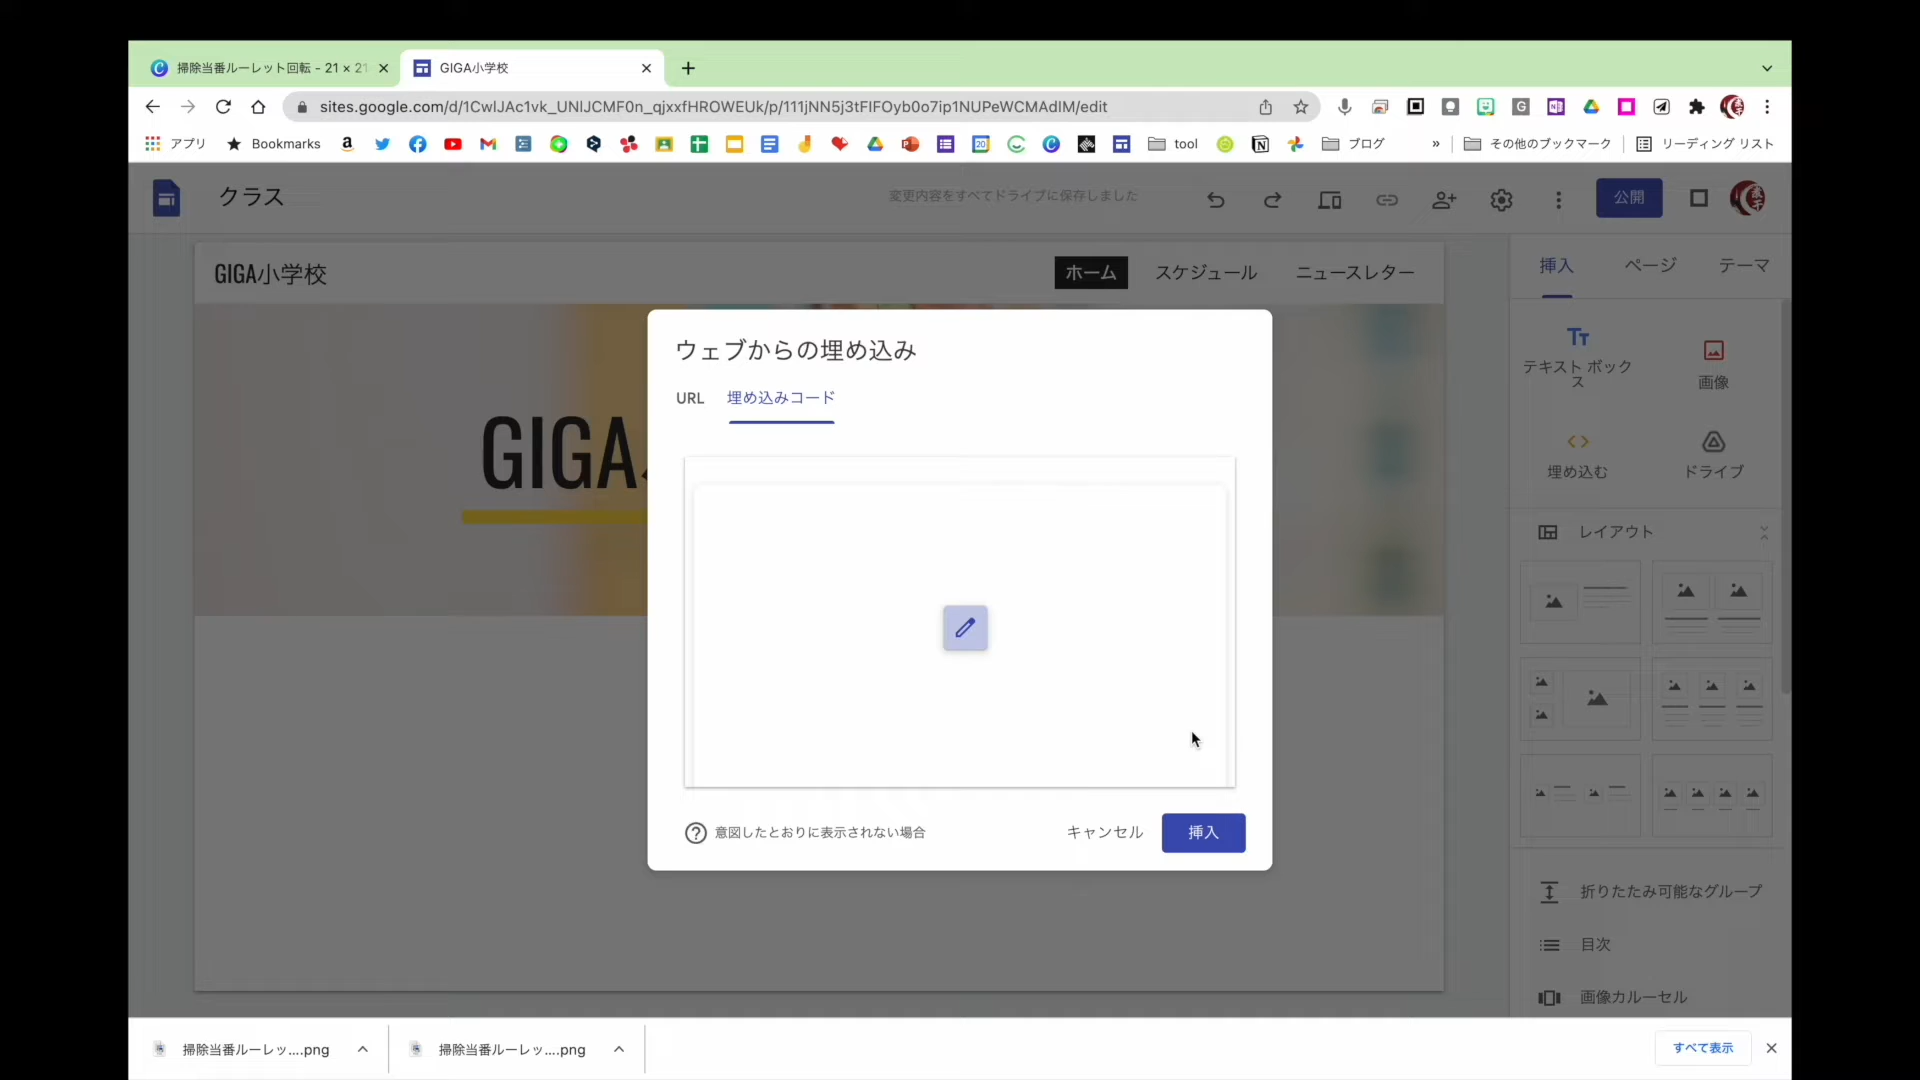 掃除当番ルーレット回転 - 21 × 21
GIGA小学校
sites.google.com/d/1CwlJAc1vk_UNlJCMF0n_qjxxfHROWEUk/p/111jNN5j3tFlFOyb0o7ip1NUPeWCMAdlM/edit
アプリ
Bookmarks
tool
ブログ
»
その他のブックマーク
リーディング リスト
クラス
変更内容をすべてドライブに保存しました
公開
GIGA小学校
ホーム
スケジュール
ニュースレター
挿入
ページ
テーマ
GIGA
ウェブからの埋め込み
URL
埋め込みコード
意図したとおりに表示されない場合
キャンセル
挿入
テキスト ボック
ス
画像
埋め込む
ドライブ
レイアウト
折りたたみ可能なグループ
目次
画像カルーセル
掃除当番ルーレッ....png
掃除当番ルーレッ....png
すべて表示